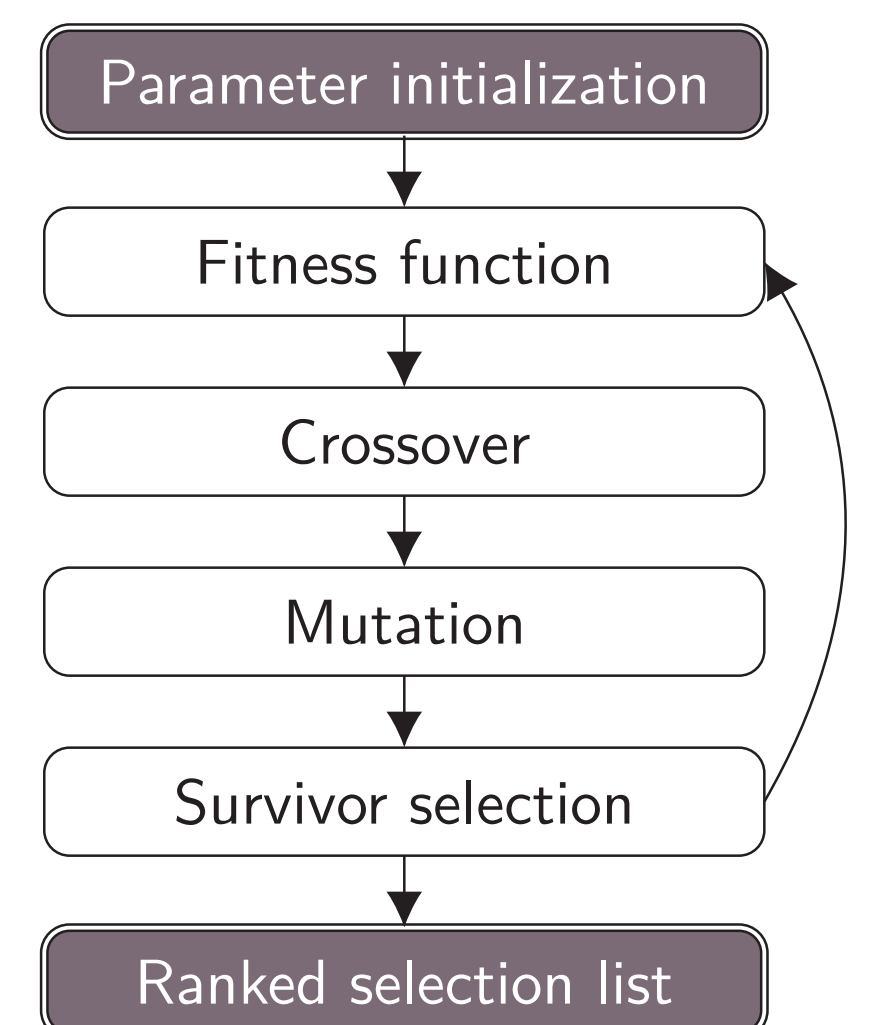 Parameter initialization
Fitness function
Crossover
Mutation
Survivor selection
Ranked selection list